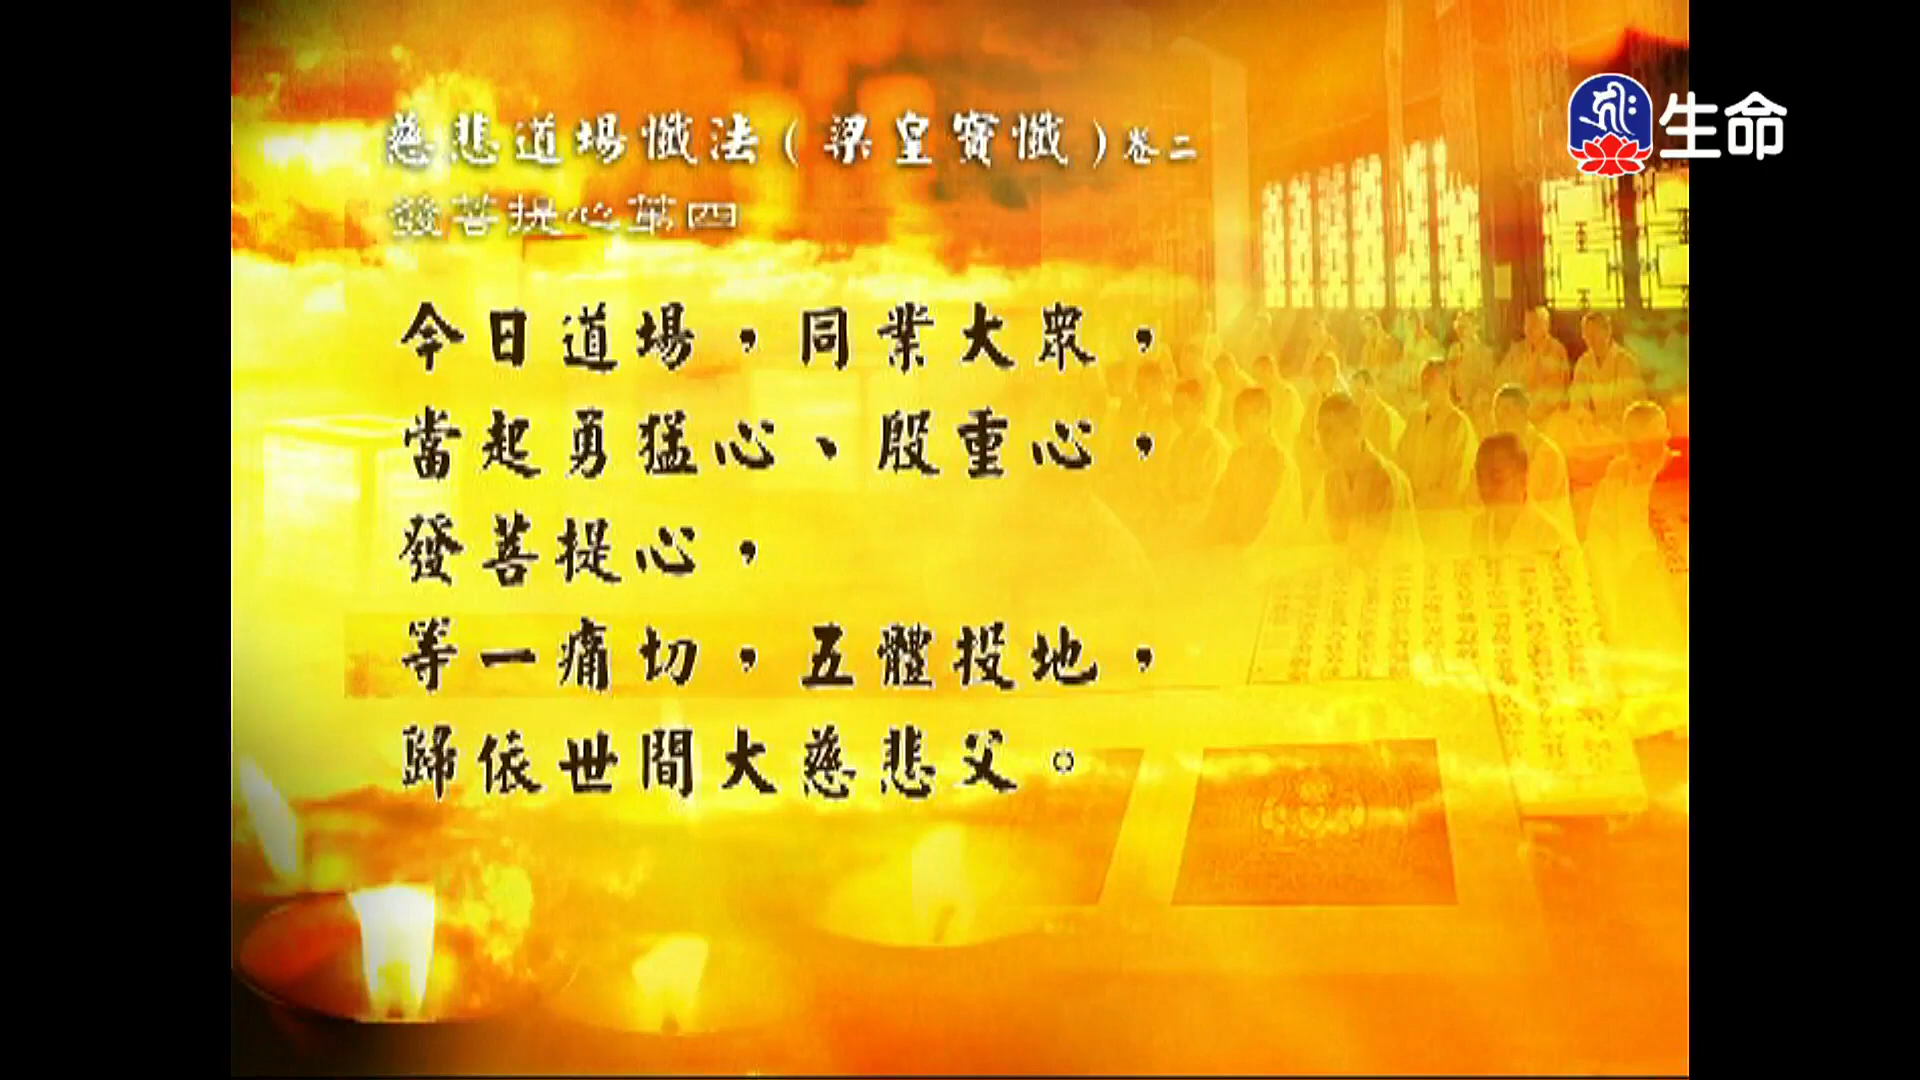 慈悲道場懺法(梁皇寶懺)卷二
發菩提心第四
生命
今日道場，同業大眾，
當起勇猛心、殷重心，
發菩提心，
等一痛切，五體投地，
歸依世間大慈悲父。